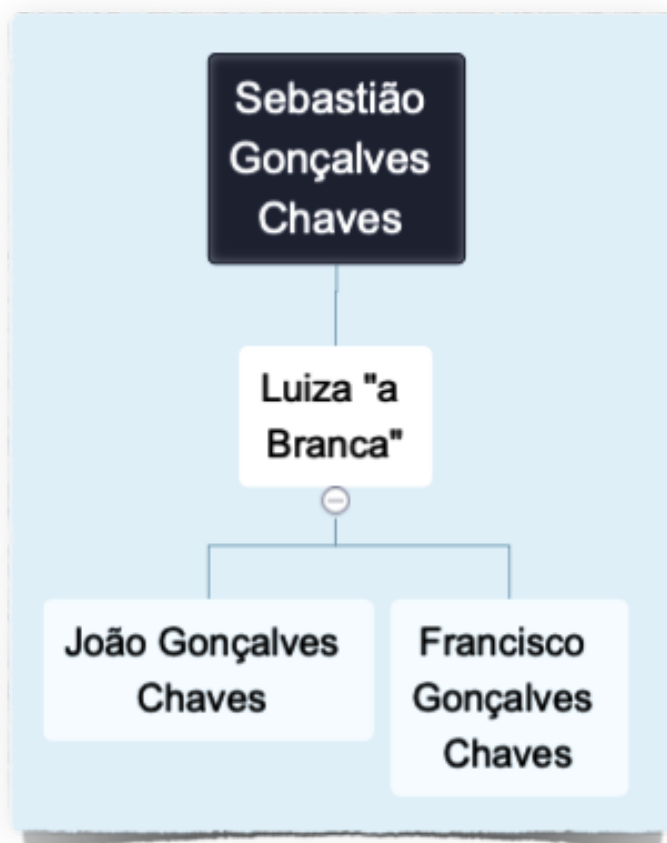 Sebastião
Gonçalves
Chaves
Luiza "a
Branca"
João Gonçalves
Chaves
Francisco
Gonçalves
Chaves